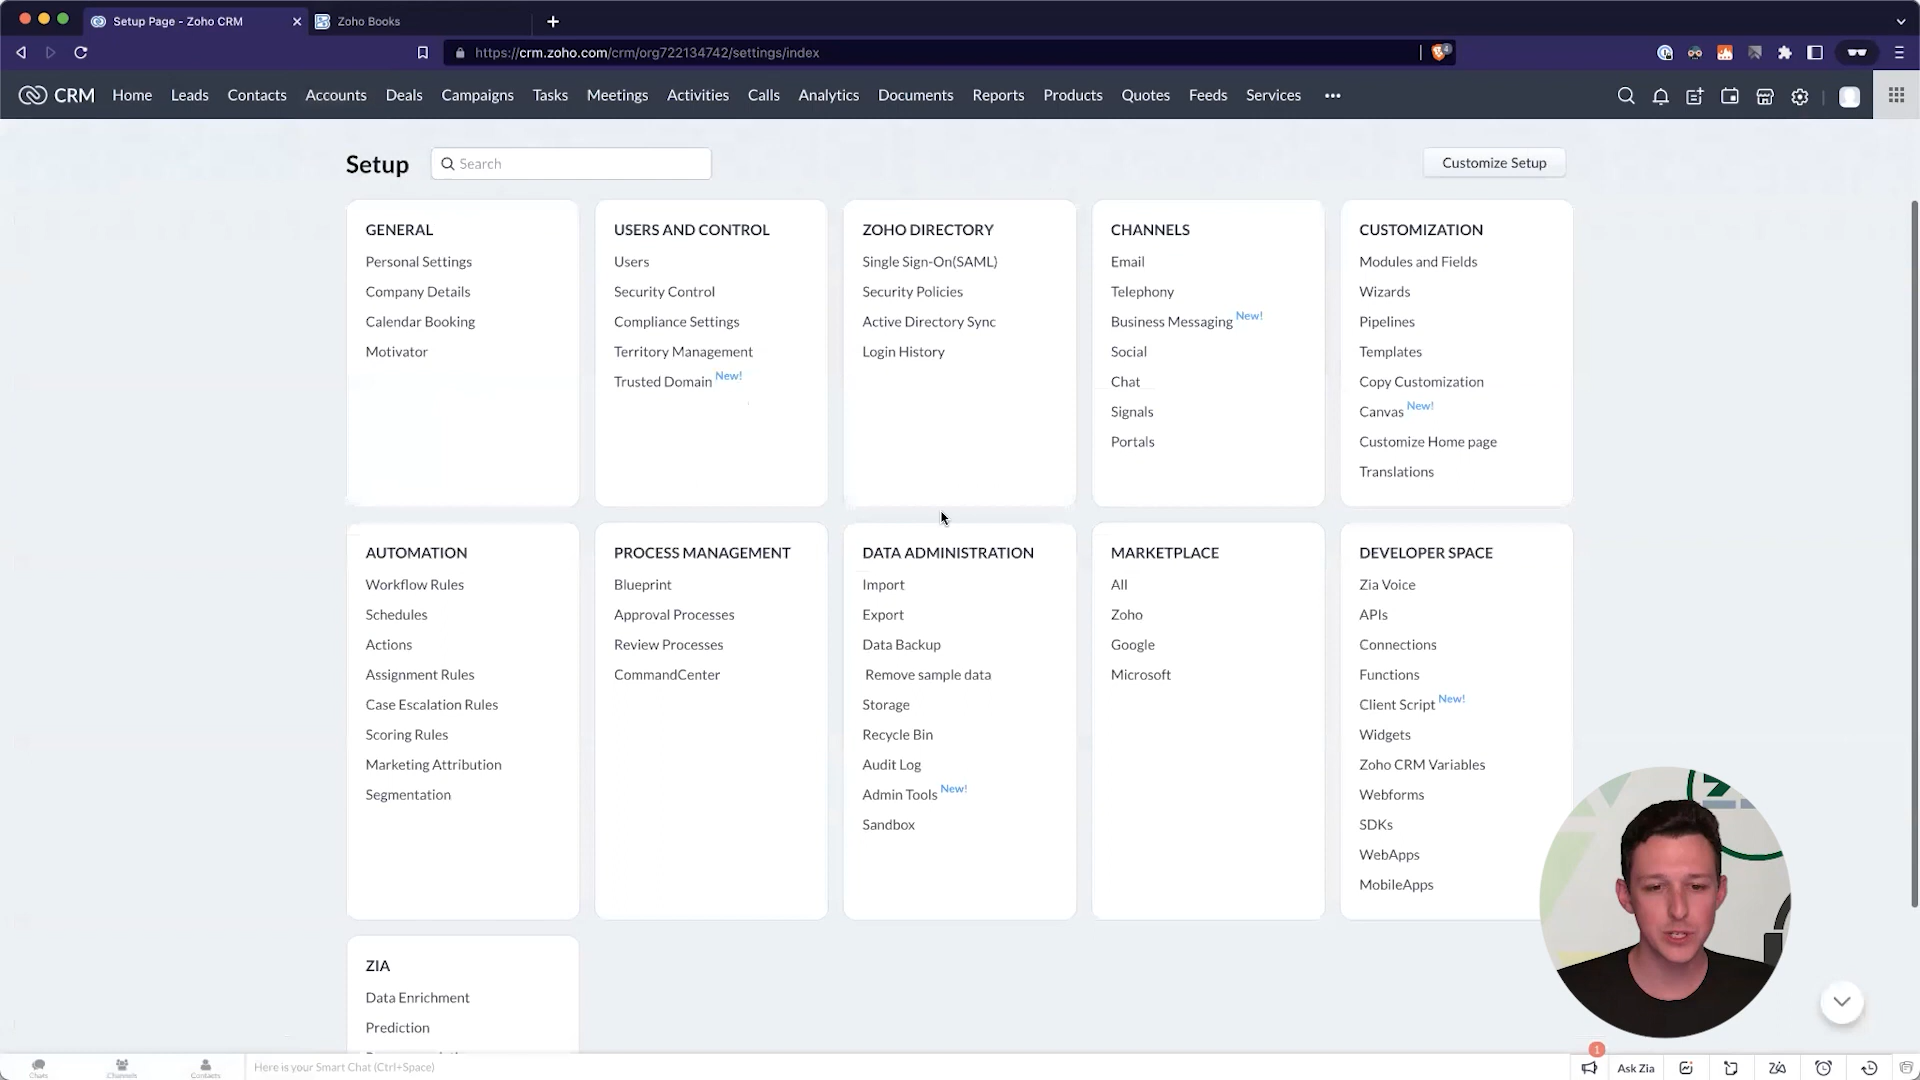 Setup Page - Zoho CRM
Zoho Books
https://crm.zoho.com/crm/org722134742/settings/index
4
CRM
Home
Leads
Contacts
Accounts
Deals
Campaigns
Tasks
Meetings
Activities
Calls
Analytics
Documents
Reports
Products
Quotes
Feeds
Services
Setup
Search
Customize Setup
GENERAL
Personal Settings
Company Details
Calendar Booking
Motivator
USERS AND CONTROL
Users
Security Control
Compliance Settings
Territory Management
Trusted Domain New!
ZOHO DIRECTORY
Single Sign-On(SAML)
Security Policies
Active Directory Sync
Login History
CHANNELS
Email
Telephony
Business Messaging New!
Social
Chat
Signals
Portals
CUSTOMIZATION
Modules and Fields
Wizards
Pipelines
Templates
Copy Customization
Canvas New!
Customize Home page
Translations
AUTOMATION
Workflow Rules
Schedules
Actions
Assignment Rules
Case Escalation Rules
Scoring Rules
Marketing Attribution
Segmentation
PROCESS MANAGEMENT
Blueprint
Approval Processes
Review Processes
CommandCenter
DATA ADMINISTRATION
Import
Export
Data Backup
Remove sample data
Storage
Recycle Bin
Audit Log
Admin Tools New!
Sandbox
MARKETPLACE
All
Zoho
Google
Microsoft
DEVELOPER SPACE
Zia Voice
APIs
Connections
Functions
Client Script New!
Widgets
Zoho CRM Variables
Webforms
SDKs
WebApps
MobileApps
ZIA
Data Enrichment
Prediction
Chats
Channels
Contacts
Here is your Smart Chat (Ctrl+Space)
1
Ask Zia